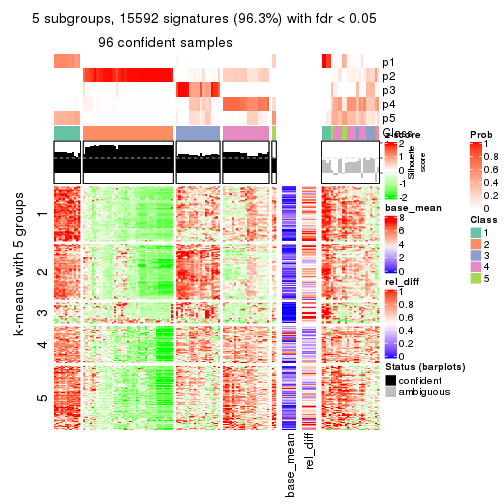 5 subgroups, 15592 signatures (96.3%) with fdr < 0.05
96 confident samples
p1
p2
p3
p4
p5
Class
z-score
2
1
0
-1
-2
Silhouette
score
Prob
1
0.8
0.6
0.4
0.2
0
Class
1
2
3
4
5
base_mean
8
6
4
2
0
rel_diff
1
0.8
0.6
0.4
0.2
0
Status (barplots)
confident
ambiguous
k-means with 5 groups
1
2
3
4
5
base_mean
rel_diff